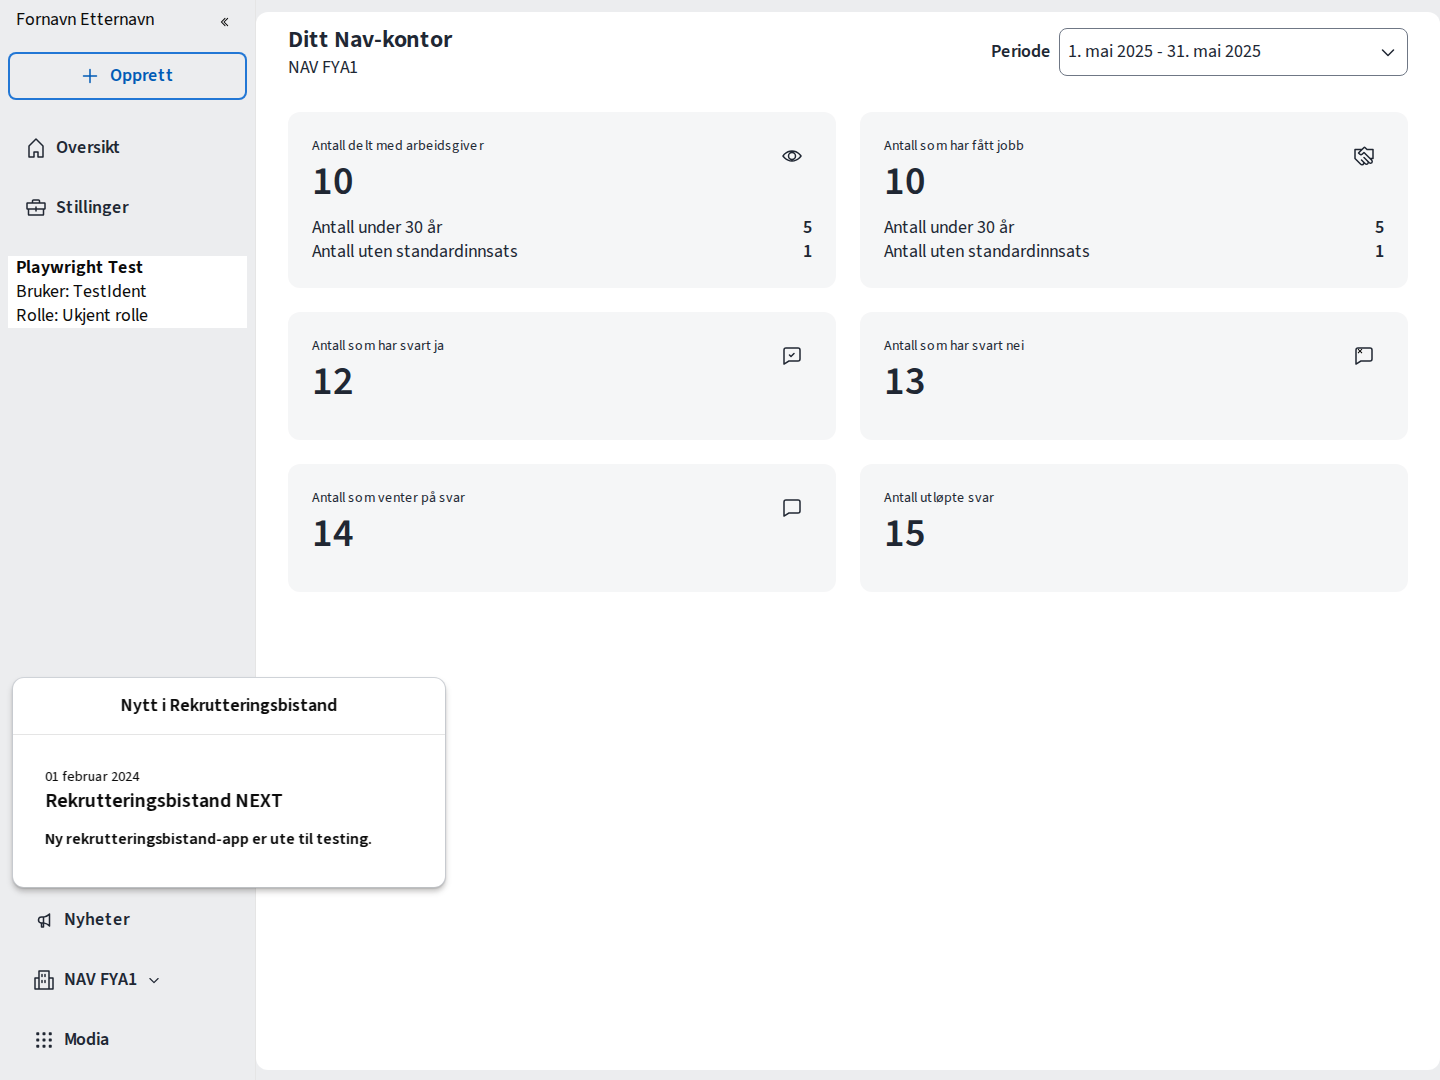 Fornavn Etternavn
Opprett
Oversikt
Stillinger
Playwright Test
Bruker: TestIdent
Rolle: Ukjent rolle
Ditt Nav-kontor
NAV FYA1
Periode
1. mai 2025 - 31. mai 2025
Antall delt med arbeidsgiver
10
Antall under 30 år 5
Antall uten standardinnsats 1
Antall som har fått jobb
10
Antall under 30 år 5
Antall uten standardinnsats 1
Antall som har svart ja
12
Antall som har svart nei
13
Antall som venter på svar
14
Antall utløpte svar
15
Nytt i Rekrutteringsbistand
01 februar 2024
Rekrutteringsbistand NEXT
Ny rekrutteringsbistand-app er ute til testing.
Nyheter
NAV FYA1
Modia